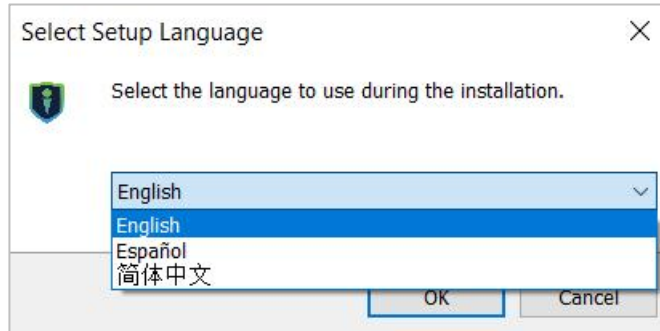 Select Setup Language
Select the language to use during the installation.
English
English
Español
简体中文
OK
Cancel